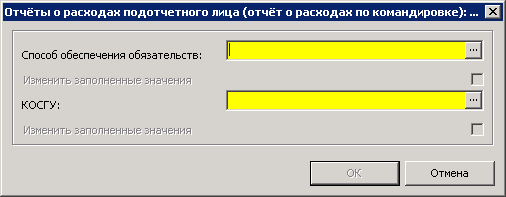 Отчёты о расходах подотчетного лица (отчёт о расходах по командировке): ...
Способ обеспечения обязательств: ...
Изменить заполненные значения
КОСГУ: ...
Изменить заполненные значения
OK Отмена